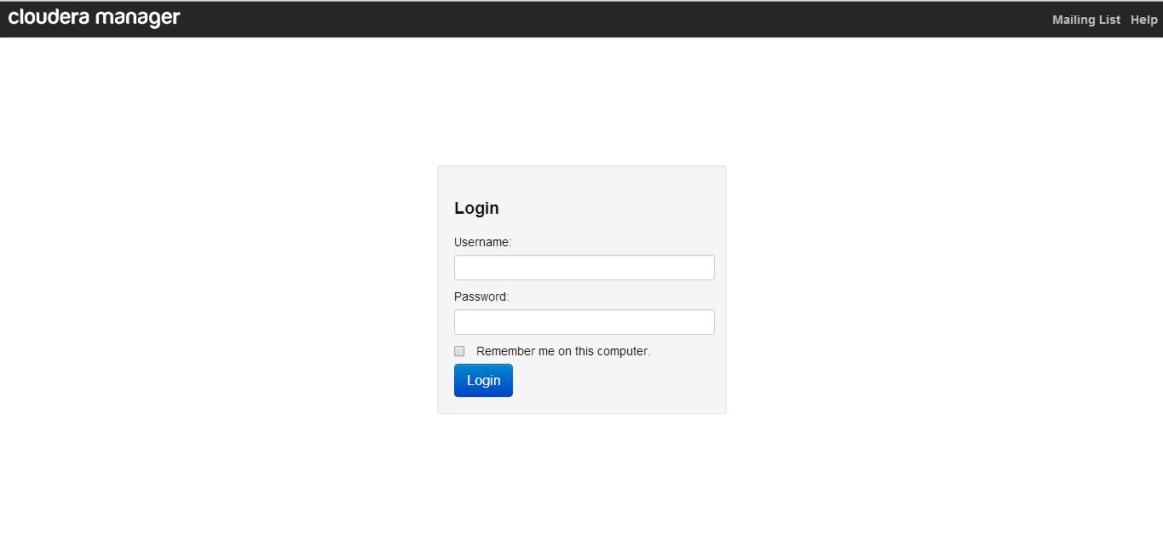 cloudera manager
Mailing List Help
Login
Username:
Password:
Remember me on this computer.
Login